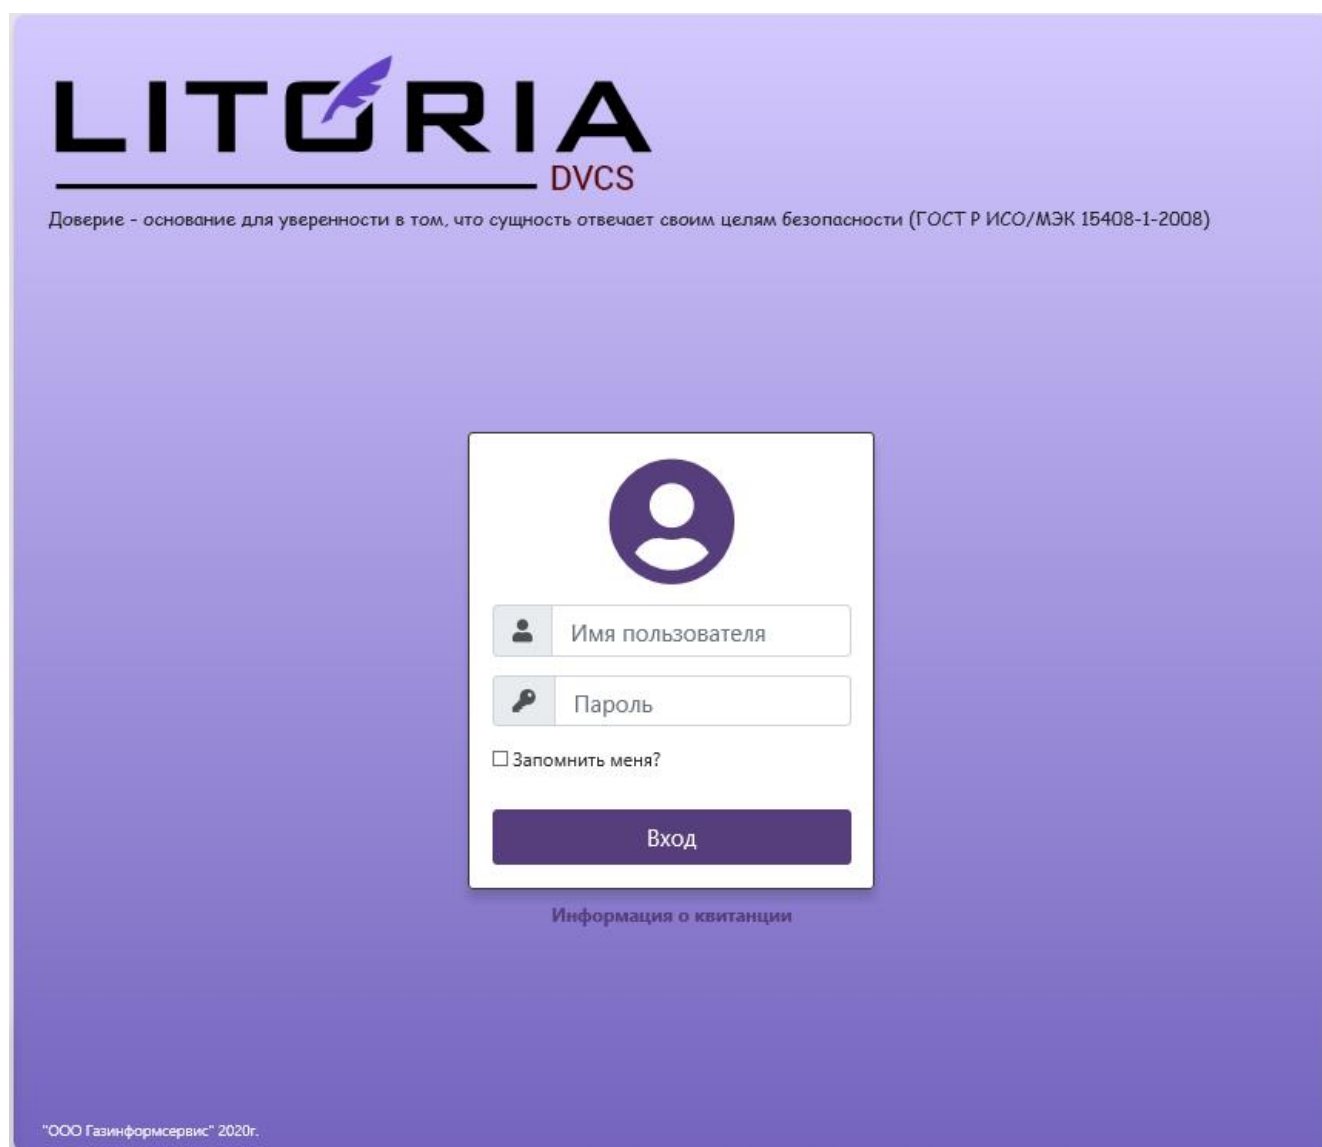 LITORIA
DVCS
Доверие - основание для уверенности в том, что сущность отвечает своим целям безопасности (ГОСТ Р ИСО/МЭК 15408-1-2008)
Имя пользователя
Пароль
Запомнить меня?
Вход
Информация о квитанции
"ООО Газинформсервис" 2020г.